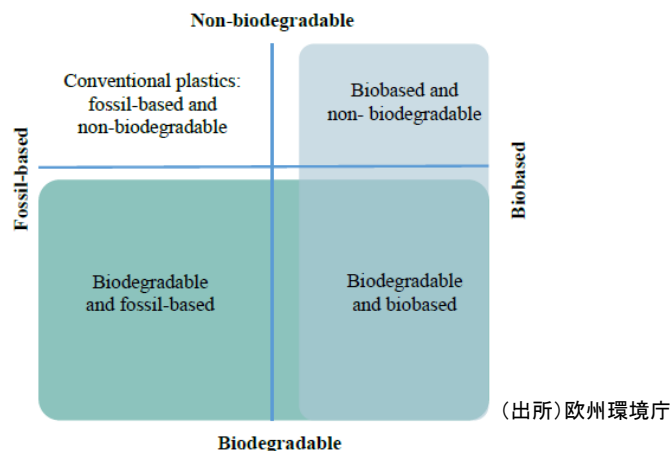 Non-biodegradable
Conventional plastics:
fossil-based and
non-biodegradable
Biobased and
non- biodegradable
Fossil-based
Biobased
Biodegradable
and fossil-based
Biodegradable
and biobased
（出所）欧州環境庁
Biodegradable